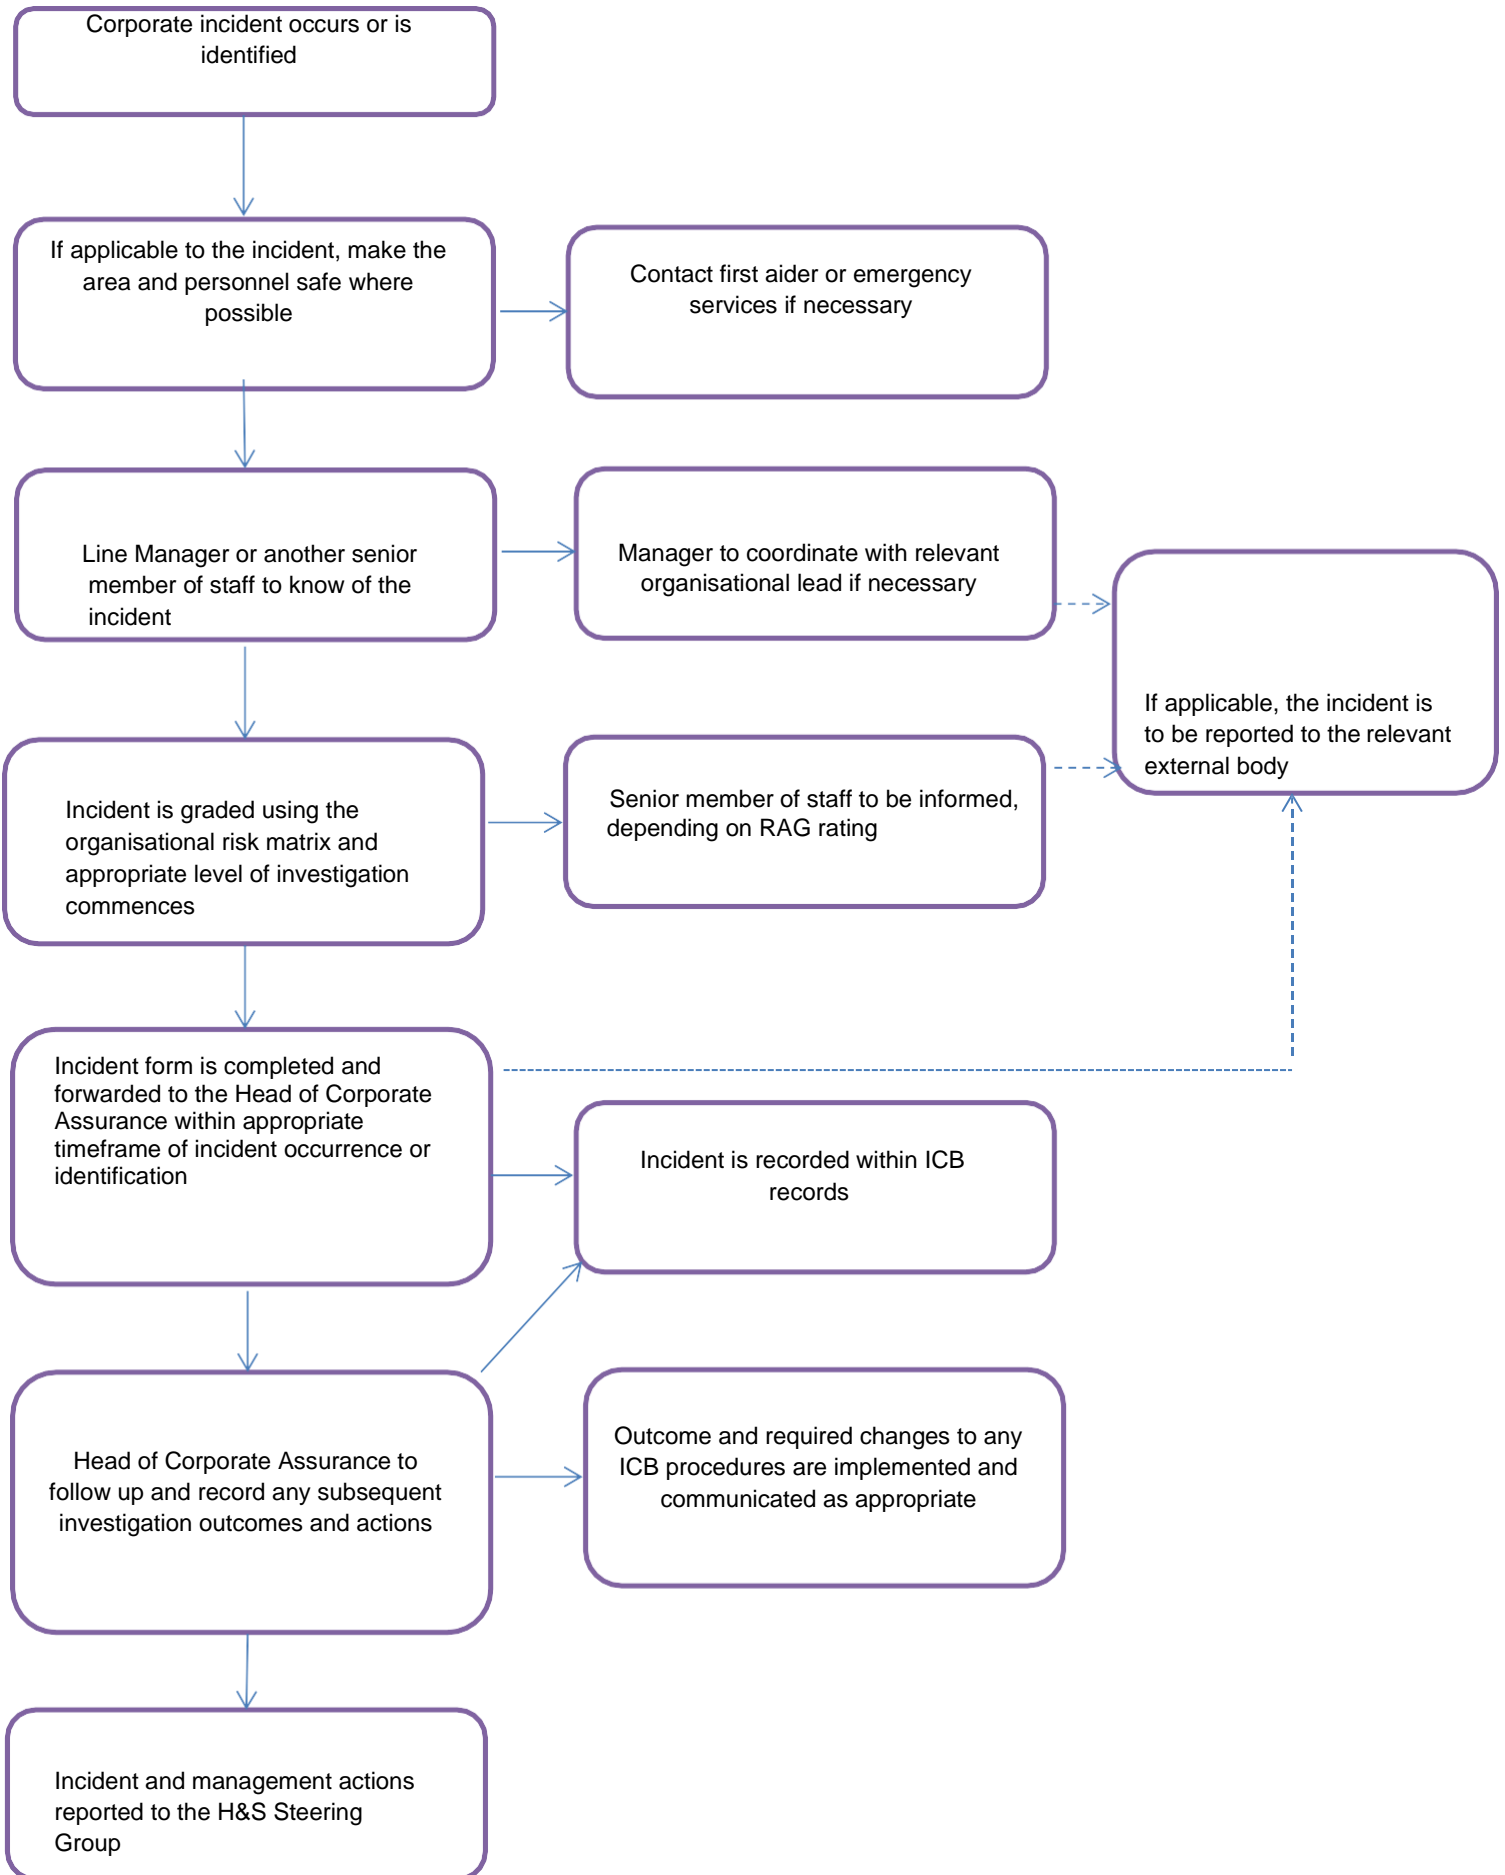 Corporate incident occurs or is
identified
If applicable to the incident, make the
area and personnel safe where
possible
Contact first aider or emergency
services if necessary
Line Manager or another senior
member of staff to know of the
incident
Manager to coordinate with relevant
organisational lead if necessary
If applicable, the incident is
to be reported to the relevant
external body
Incident is graded using the
organisational risk matrix and
appropriate level of investigation
commences
Senior member of staff to be informed,
depending on RAG rating
Incident form is completed and
forwarded to the Head of Corporate
Assurance within appropriate
timeframe of incident occurrence or
identification
Incident is recorded within ICB
records
Head of Corporate Assurance to
follow up and record any subsequent
investigation outcomes and actions
Outcome and required changes to any
ICB procedures are implemented and
communicated as appropriate
Incident and management actions
reported to the H&S Steering
Group